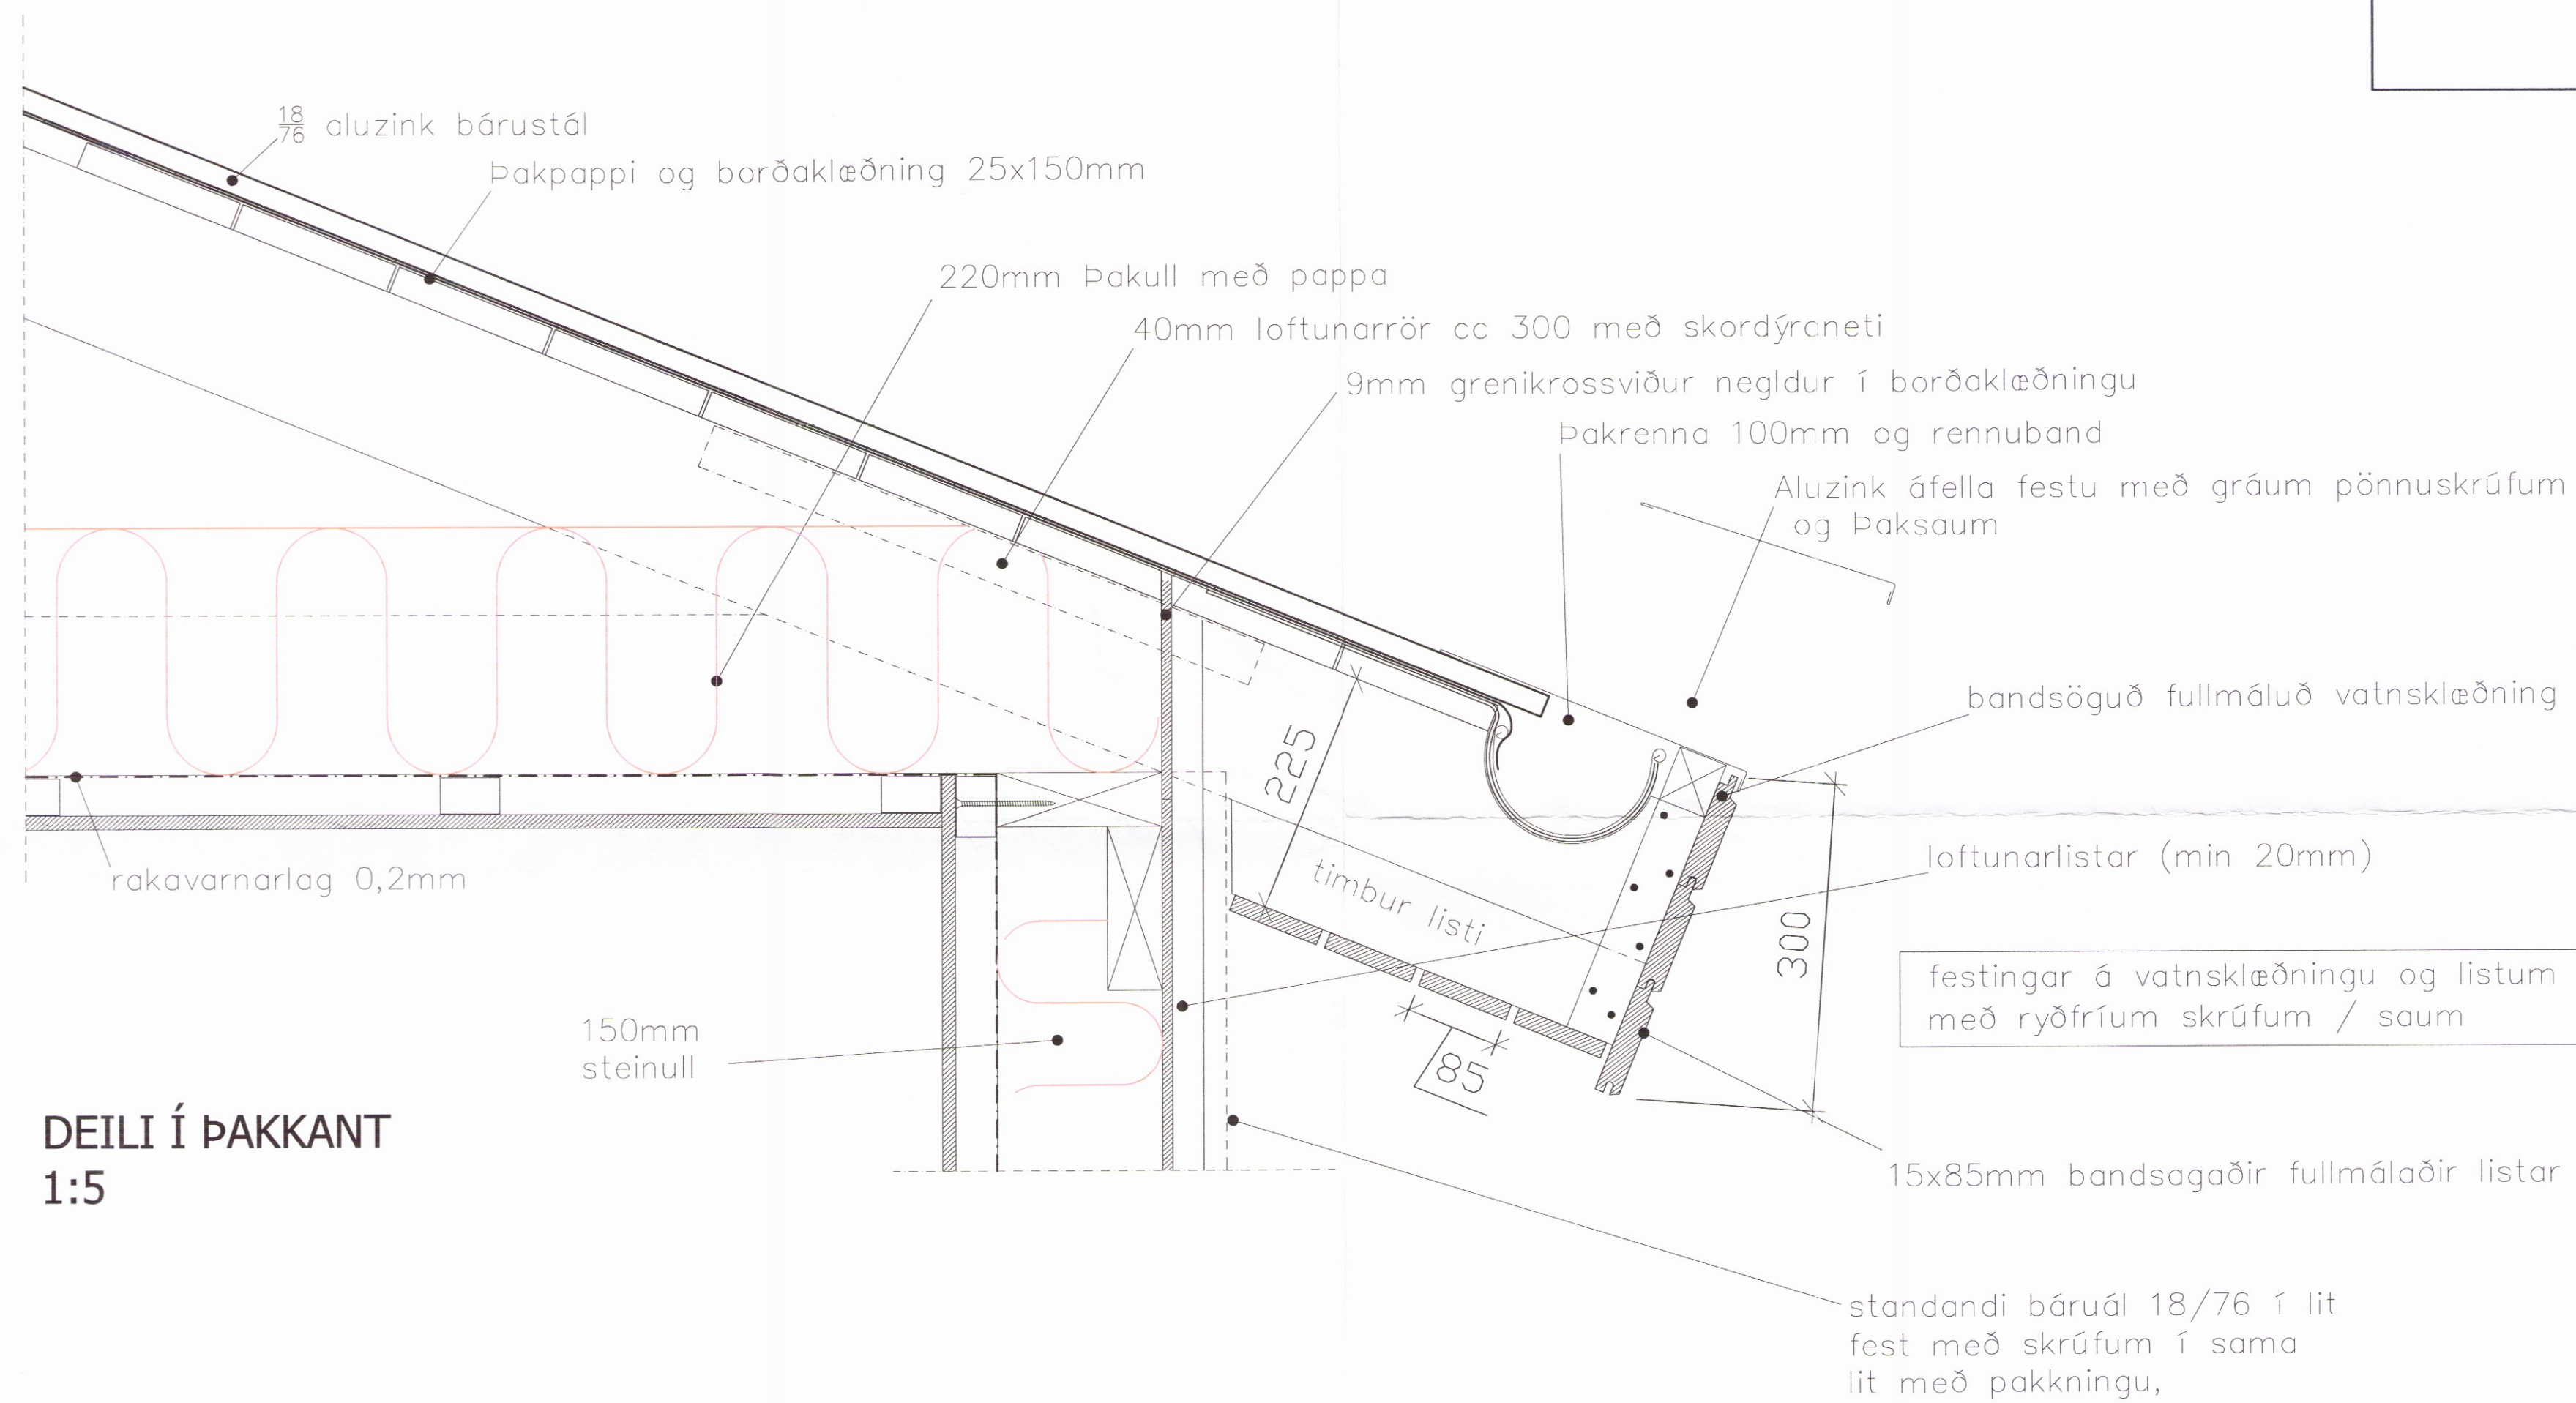 18/76 aluzink bárustál
Þakpappi og borðaklæðning 25x150mm
220mm Þakull með pappa
40mm loftunarrör cc 300 með skordýraneti
9mm grenikrossviður negldur í borðaklæðningu
Þakrenna 100mm og rennuband
Aluzink áfella festu með gráum pönnuskrúfum
og Þaksaum
bandsöguð fullmáluð vatnsklæðning
225
loftunarlistar (min 20mm)
rakavarnarlag 0,2mm
timbur listi
300
festingar á vatnsklæðningu og listum
með ryðfríum skrúfum / saum
150mm
steinull
85
DEILI Í ÞAKKANT
1:5
15x85mm bandsagaðir fullmálaðir listar
standandi báruál 18/76 í lit
fest með skrúfum í sama
lit með pakkningu,